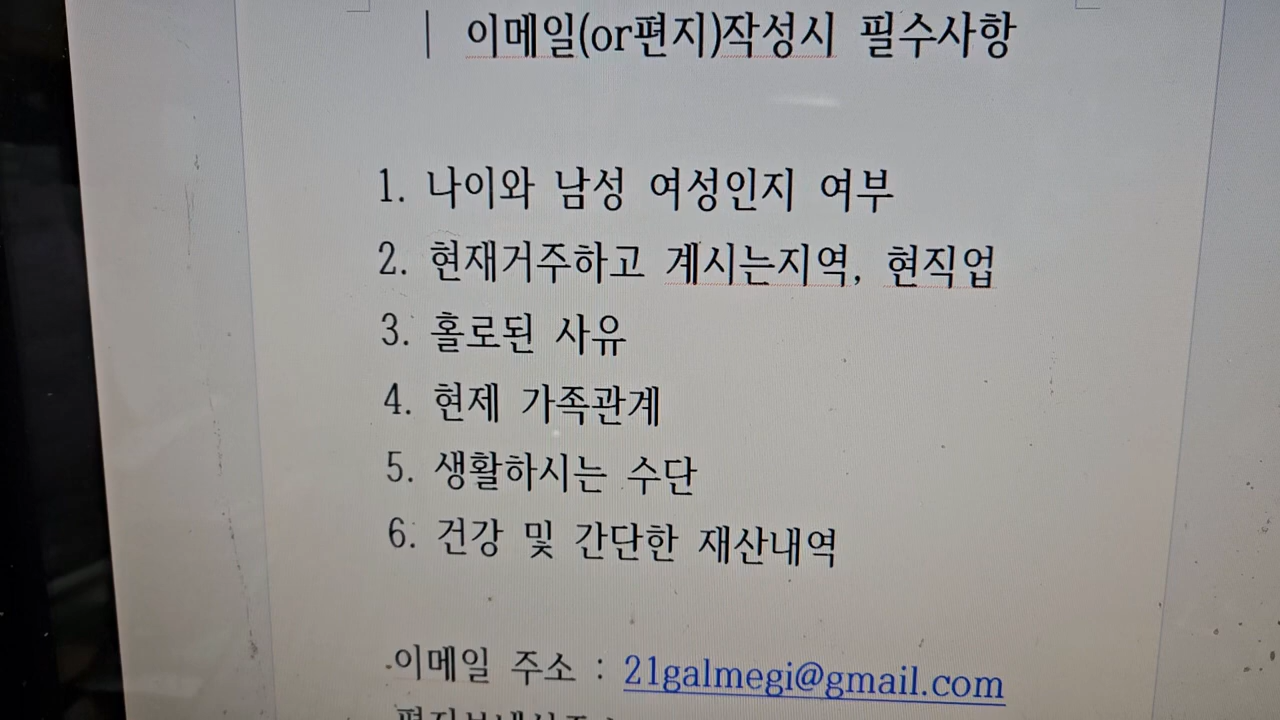 이메일(or편지)작성시 필수사항
1. 나이와 남성 여성인지 여부
2. 현재거주하고 계시는지역, 현직업
3. 홀로된 사유
4. 현제 가족관계
5. 생활하시는 수단
6. 건강 및 간단한 재산내역
.이메일 주소 : 21galmegi@gmail.com